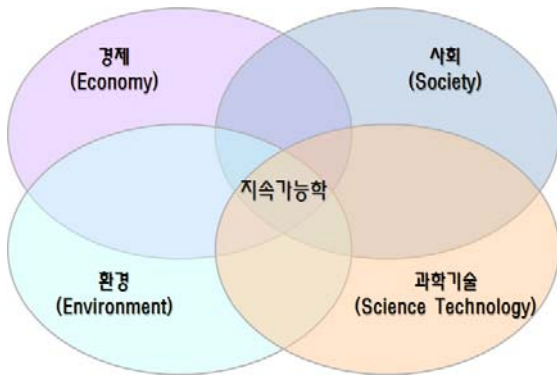 경제
(Economy)
사회
(Society)
지속가능학
환경
(Environment)
과학기술
(Science Technology)